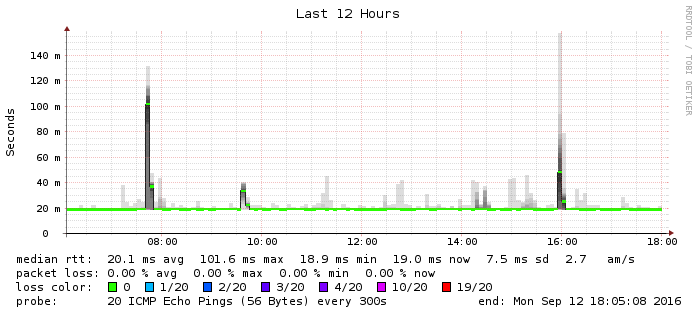 Last 12 Hours
RRDTOOL / TOBI OETIKER
Seconds
140 m
120 m
100 m
80 m
60 m
40 m
20 m
0
08:00 10:00 12:00 14:00 16:00 18:00
median rtt: 20.1 ms avg 101.6 ms max 18.9 ms min 19.0 ms now 7.5 ms sd 2.7 am/s
packet loss: 0.00 % avg 0.00 % max 0.00 % min 0.00 % now
loss color: 0 1/20 2/20 3/20 4/20 10/20 19/20
probe: 20 ICMP Echo Pings (56 Bytes) every 300s end: Mon Sep 12 18:05:08 2016